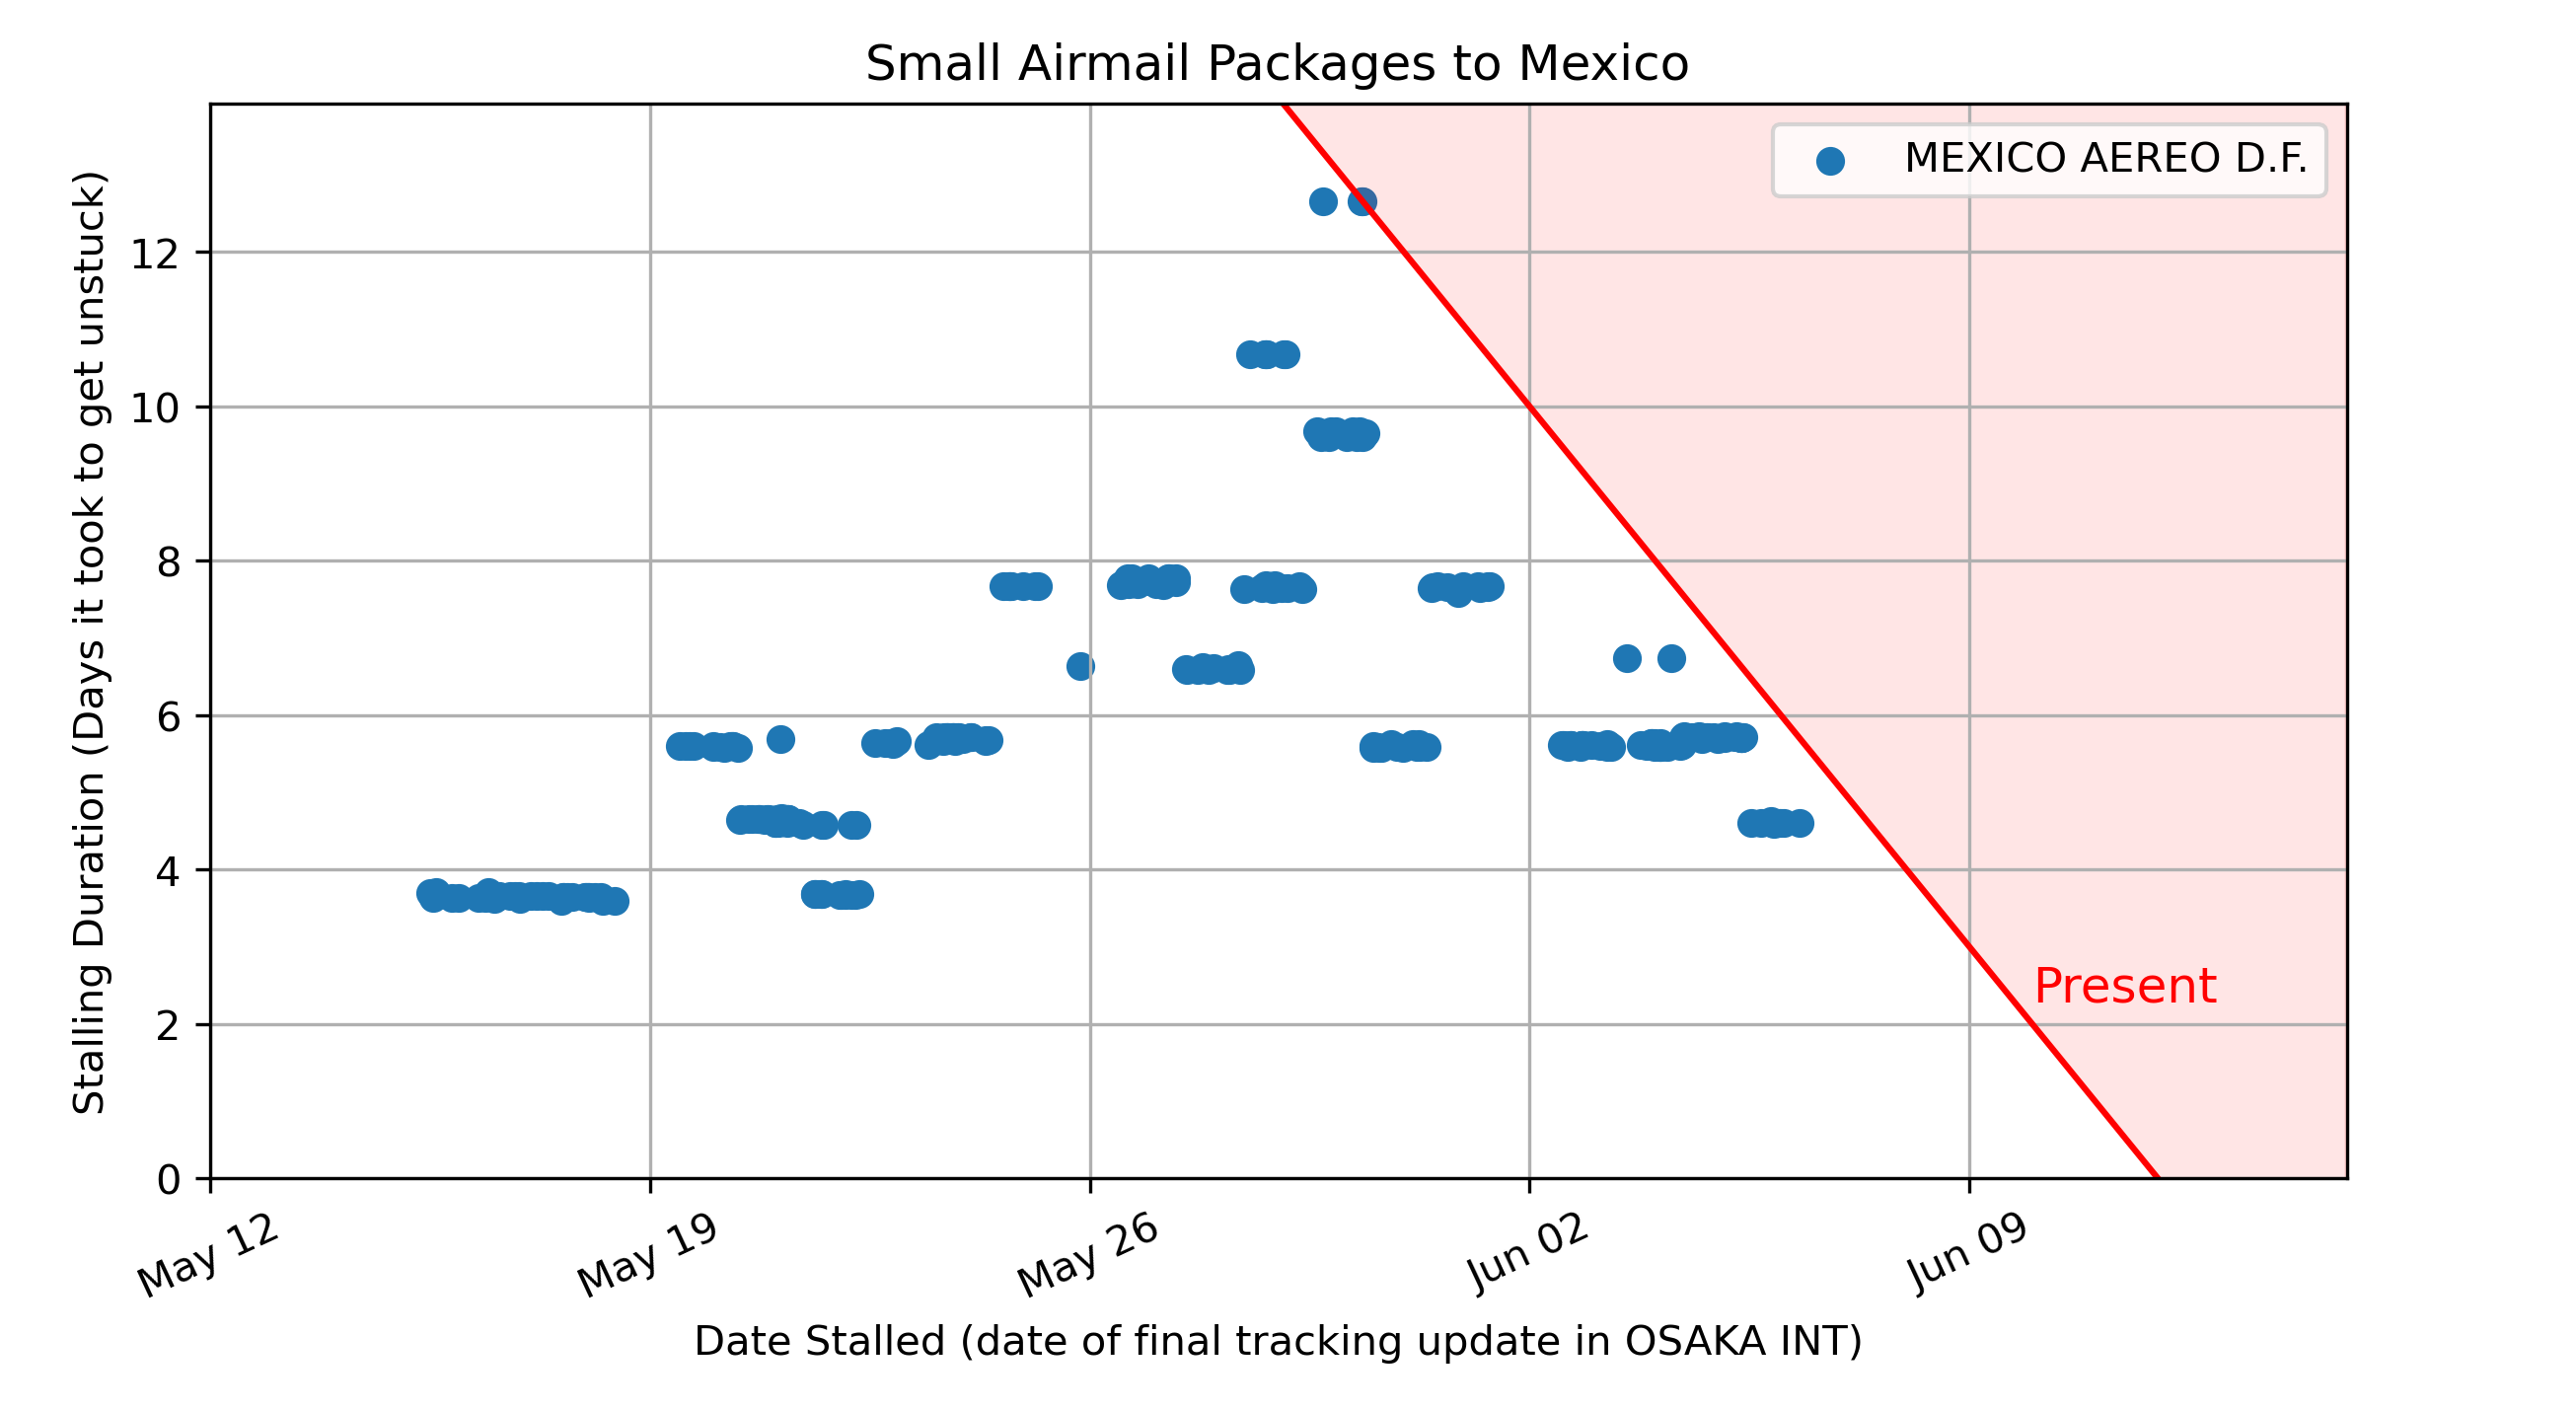 Small Airmail Packages to Mexico
MEXICO AEREO D.F.
Stalling Duration (Days it took to get unstuck)
12
10
8
6
4
2
0
Present
May 12
May 19
May 26
Jun 02
Jun 09
Date Stalled (date of final tracking update in OSAKA INT)